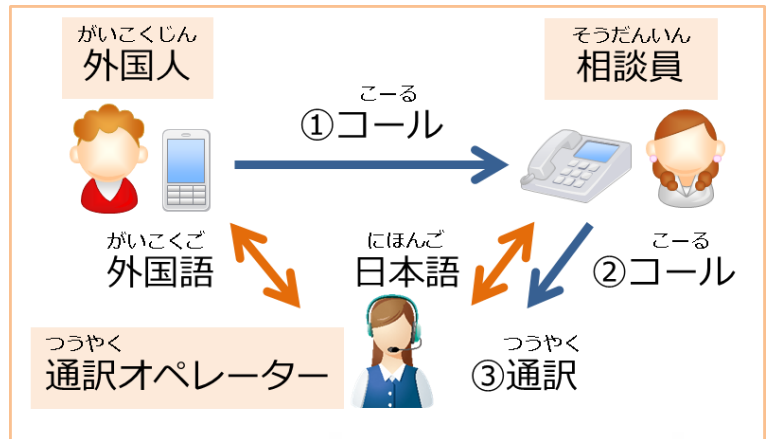 がいこくじん
外国人
そうだんいん
相談員
こーる
①コール
がいこくご
外国語
にほんご
日本語
こーる
②コール
つうやく
通訳オペレーター
つうやく
③通訳